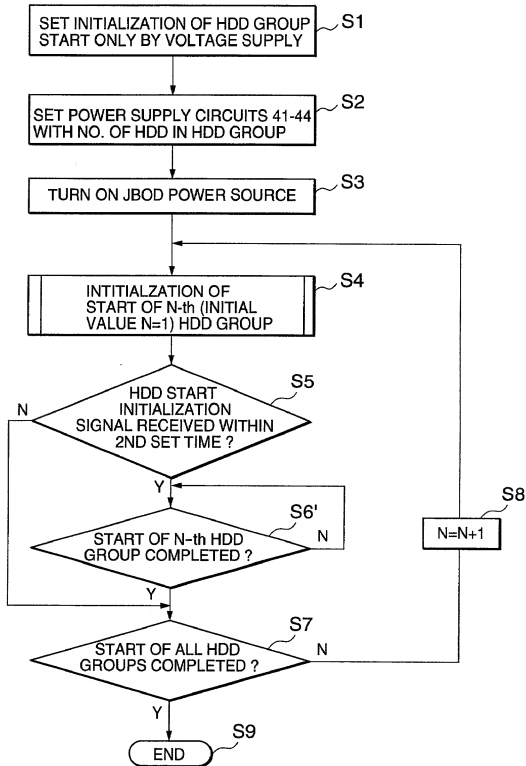 SET INITIALIZATION OF HDD GROUP
START ONLY BY VOLTAGE SUPPLY
S1
SET POWER SUPPLY CIRCUITS 41-44
WITH NO. OF HDD IN HDD GROUP
S2
TURN ON JBOD POWER SOURCE
S3
INTITIALZATION OF
START OF N-th (INITIAL
VALUE N=1) HDD GROUP
S4
HDD START
INITIALIZATION
SIGNAL RECEIVED WITHIN
2ND SET TIME ?
S5
N
Y
START OF N-th HDD
GROUP COMPLETED ?
S6'
N
Y
N=N+1
S8
START OF ALL HDD
GROUPS COMPLETED ?
S7
N
Y
END
S9